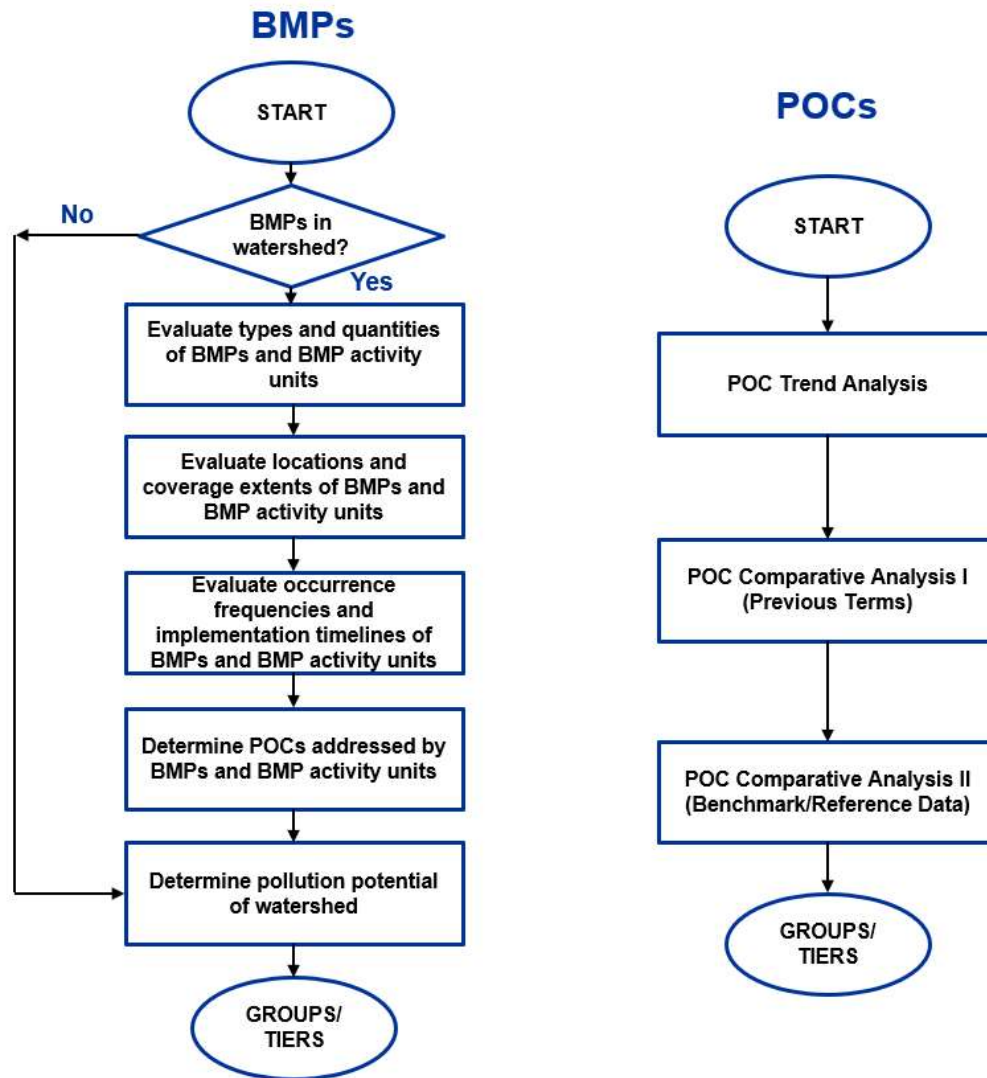 BMPs
START
BMPs in
watershed?
No
Yes
Evaluate types and quantities
of BMPs and BMP activity
units
Evaluate locations and
coverage extents of BMPs and
BMP activity units
Evaluate occurrence
frequencies and
implementation timelines of
BMPs and BMP activity units
Determine POCs addressed by
BMPs and BMP activity units
Determine pollution potential
of watershed
GROUPS/
TIERS
POCs
START
POC Trend Analysis
POC Comparative Analysis I
(Previous Terms)
POC Comparative Analysis II
(Benchmark/Reference Data)
GROUPS/
TIERS